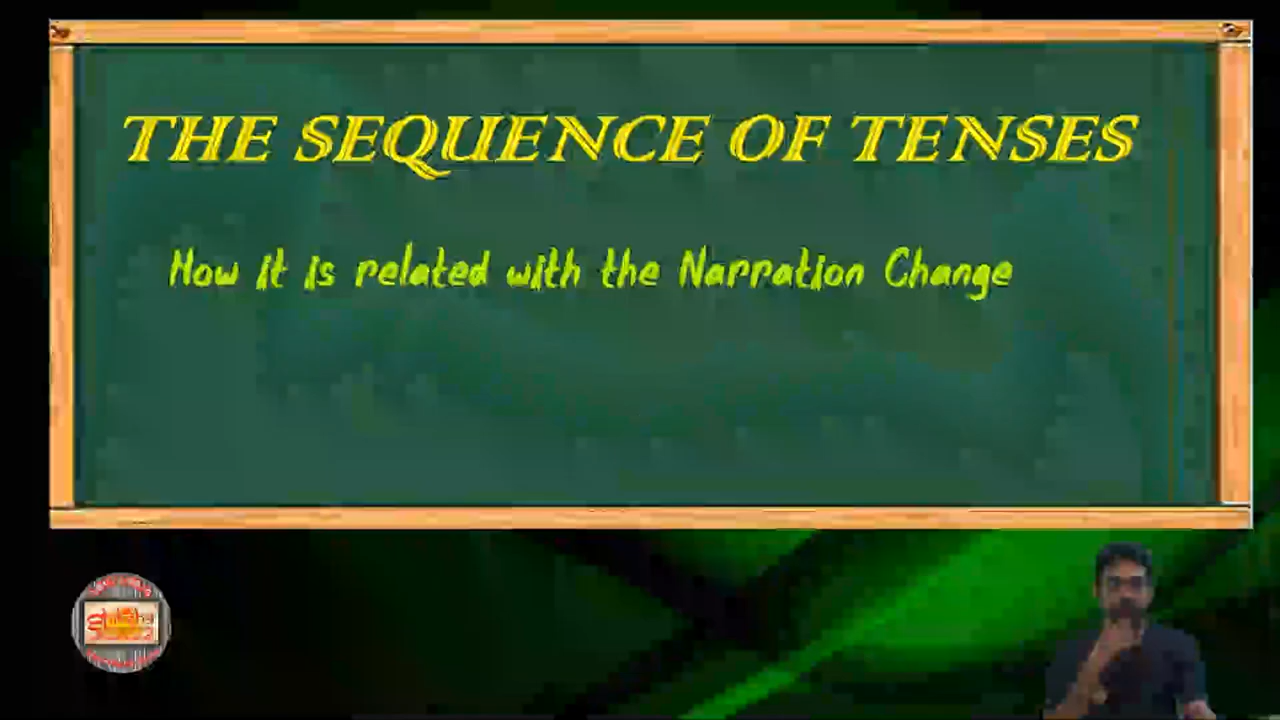 THE SEQUENCE OF TENSES
How it is related with the Narration Change